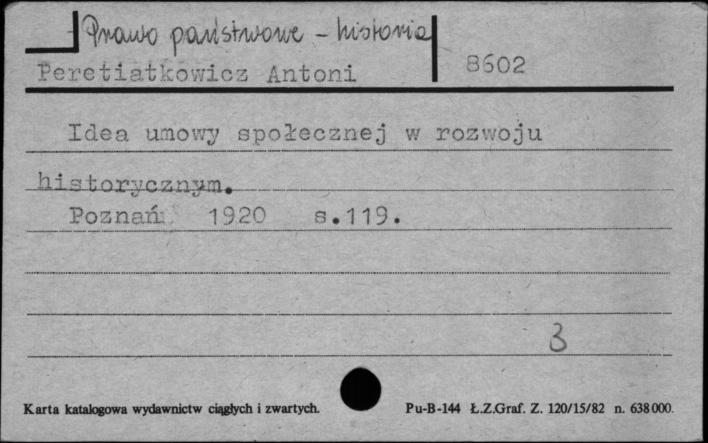 Prawo państwowe - historia
Peretiatkowicz Antoni 8602
Idea umowy społecznej w rozwoju
historycznym.
Poznań 1920 s.119.
3
Karta katalogowa wydawnictw ciągłych i zwartych. Pu-B-144 Ł.Z.Graf. Z. 120/15/82 n. 638000.